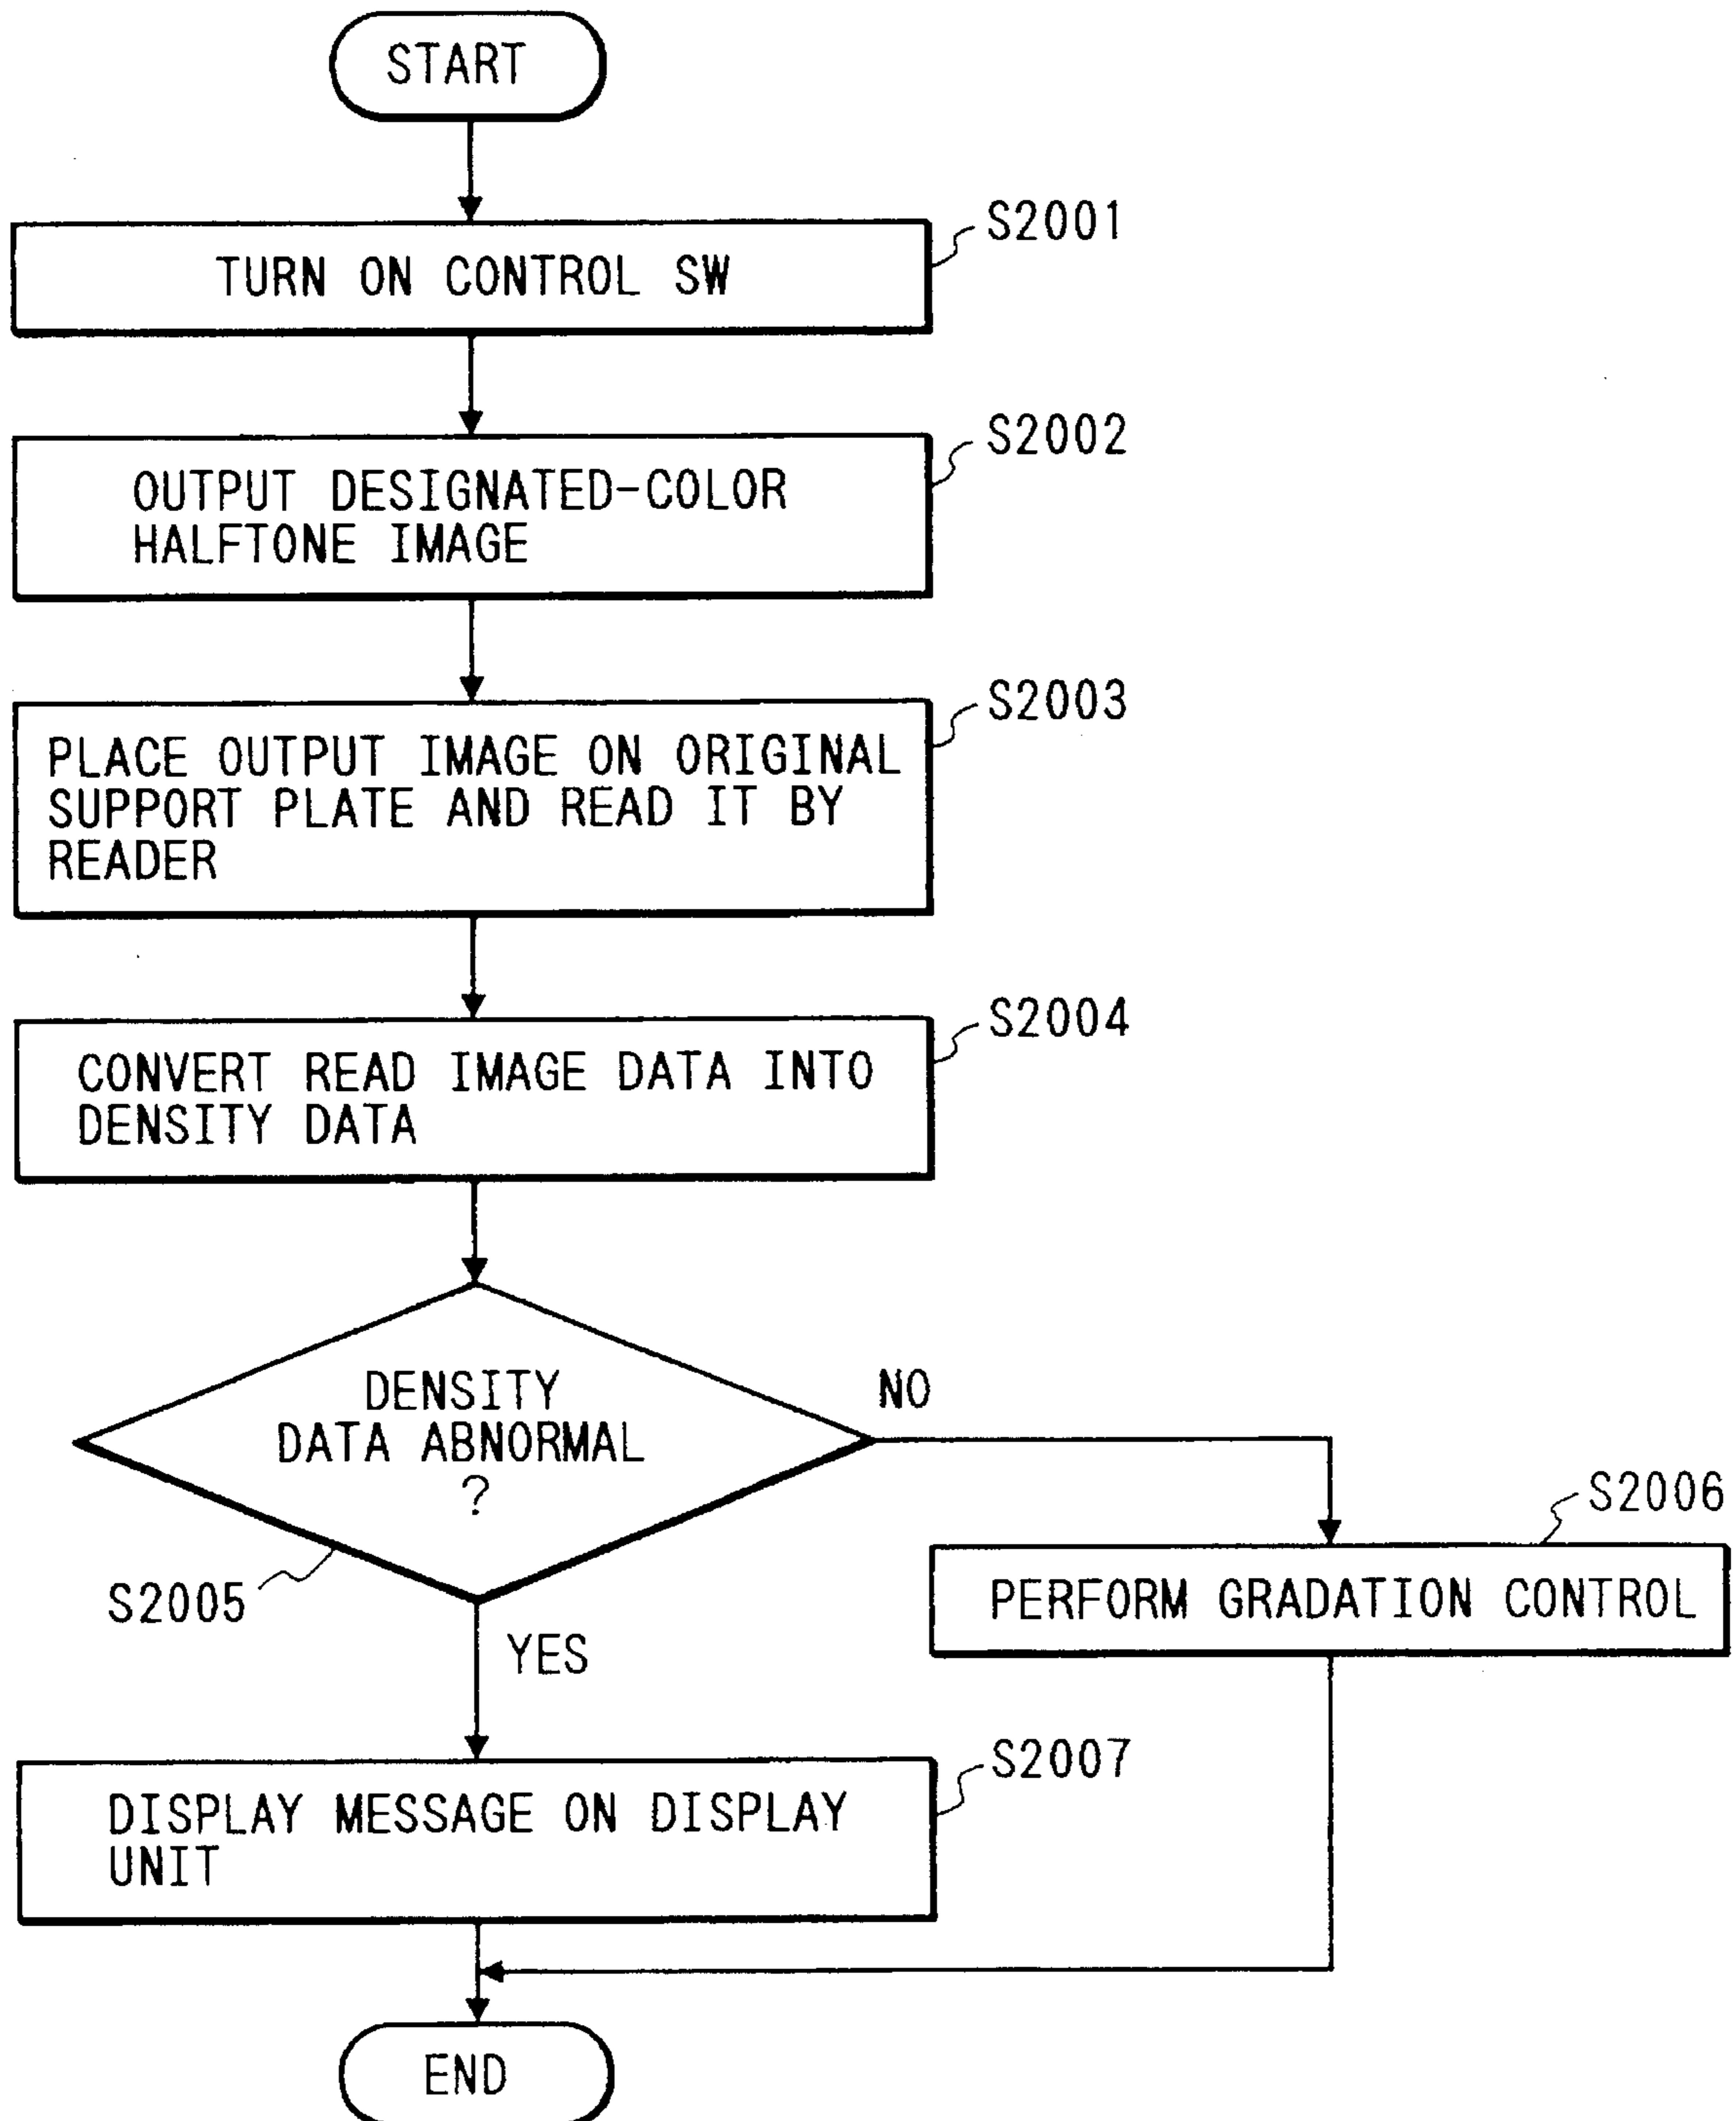 START
S2001
TURN ON CONTROL SW
S2002
OUTPUT DESIGNATED-COLOR
HALFTONE IMAGE
S2003
PLACE OUTPUT IMAGE ON ORIGINAL
SUPPORT PLATE AND READ IT BY
READER
S2004
CONVERT READ IMAGE DATA INTO
DENSITY DATA
DENSITY
DATA ABNORMAL
?
NO
S2005
YES
S2006
PERFORM GRADATION CONTROL
S2007
DISPLAY MESSAGE ON DISPLAY
UNIT
END